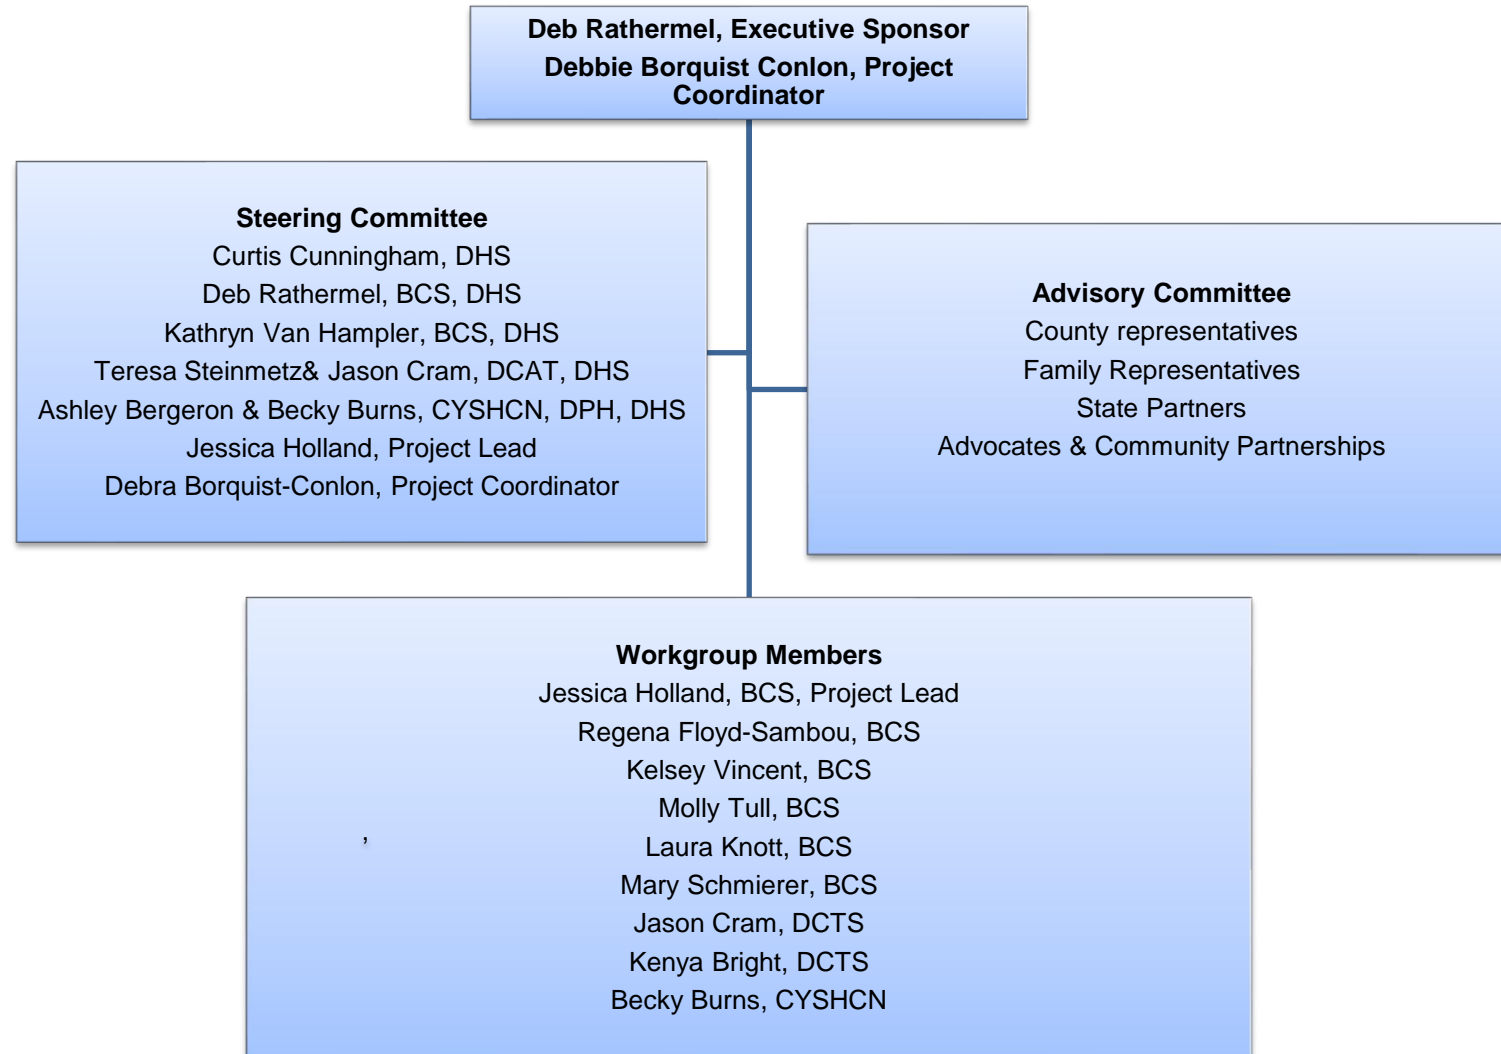 Deb Rathermel, Executive Sponsor
Debbie Borquist Conlon, Project
Coordinator
Steering Committee
Curtis Cunningham, DHS
Deb Rathermel, BCS, DHS
Kathryn Van Hampler, BCS, DHS
Teresa Steinmetz& Jason Cram, DCAT, DHS
Ashley Bergeron & Becky Burns, CYSHCN, DPH, DHS
Jessica Holland, Project Lead
Debra Borquist-Conlon, Project Coordinator
Advisory Committee
County representatives
Family Representatives
State Partners
Advocates & Community Partnerships
Workgroup Members
Jessica Holland, BCS, Project Lead
Regena Floyd-Sambou, BCS
Kelsey Vincent, BCS
Molly Tull, BCS
,
Laura Knott, BCS
Mary Schmierer, BCS
Jason Cram, DCTS
Kenya Bright, DCTS
Becky Burns, CYSHCN